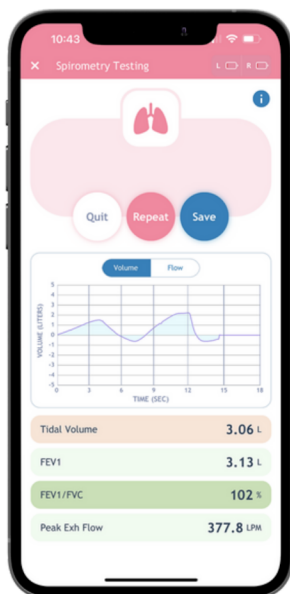 10:43
× Spirometry Testing L R
i
Quit Repeat Save
Volume Flow
5
4
3
2
1
0
-1
-2
-3
-4
-5
VOLUME (LITERS)
0 3 6 9 12 15 18
TIME (SEC)
Tidal Volume 3.06 L
FEV1 3.13 L
FEV1/FVC 102 %
Peak Exh Flow 377.8 LPM